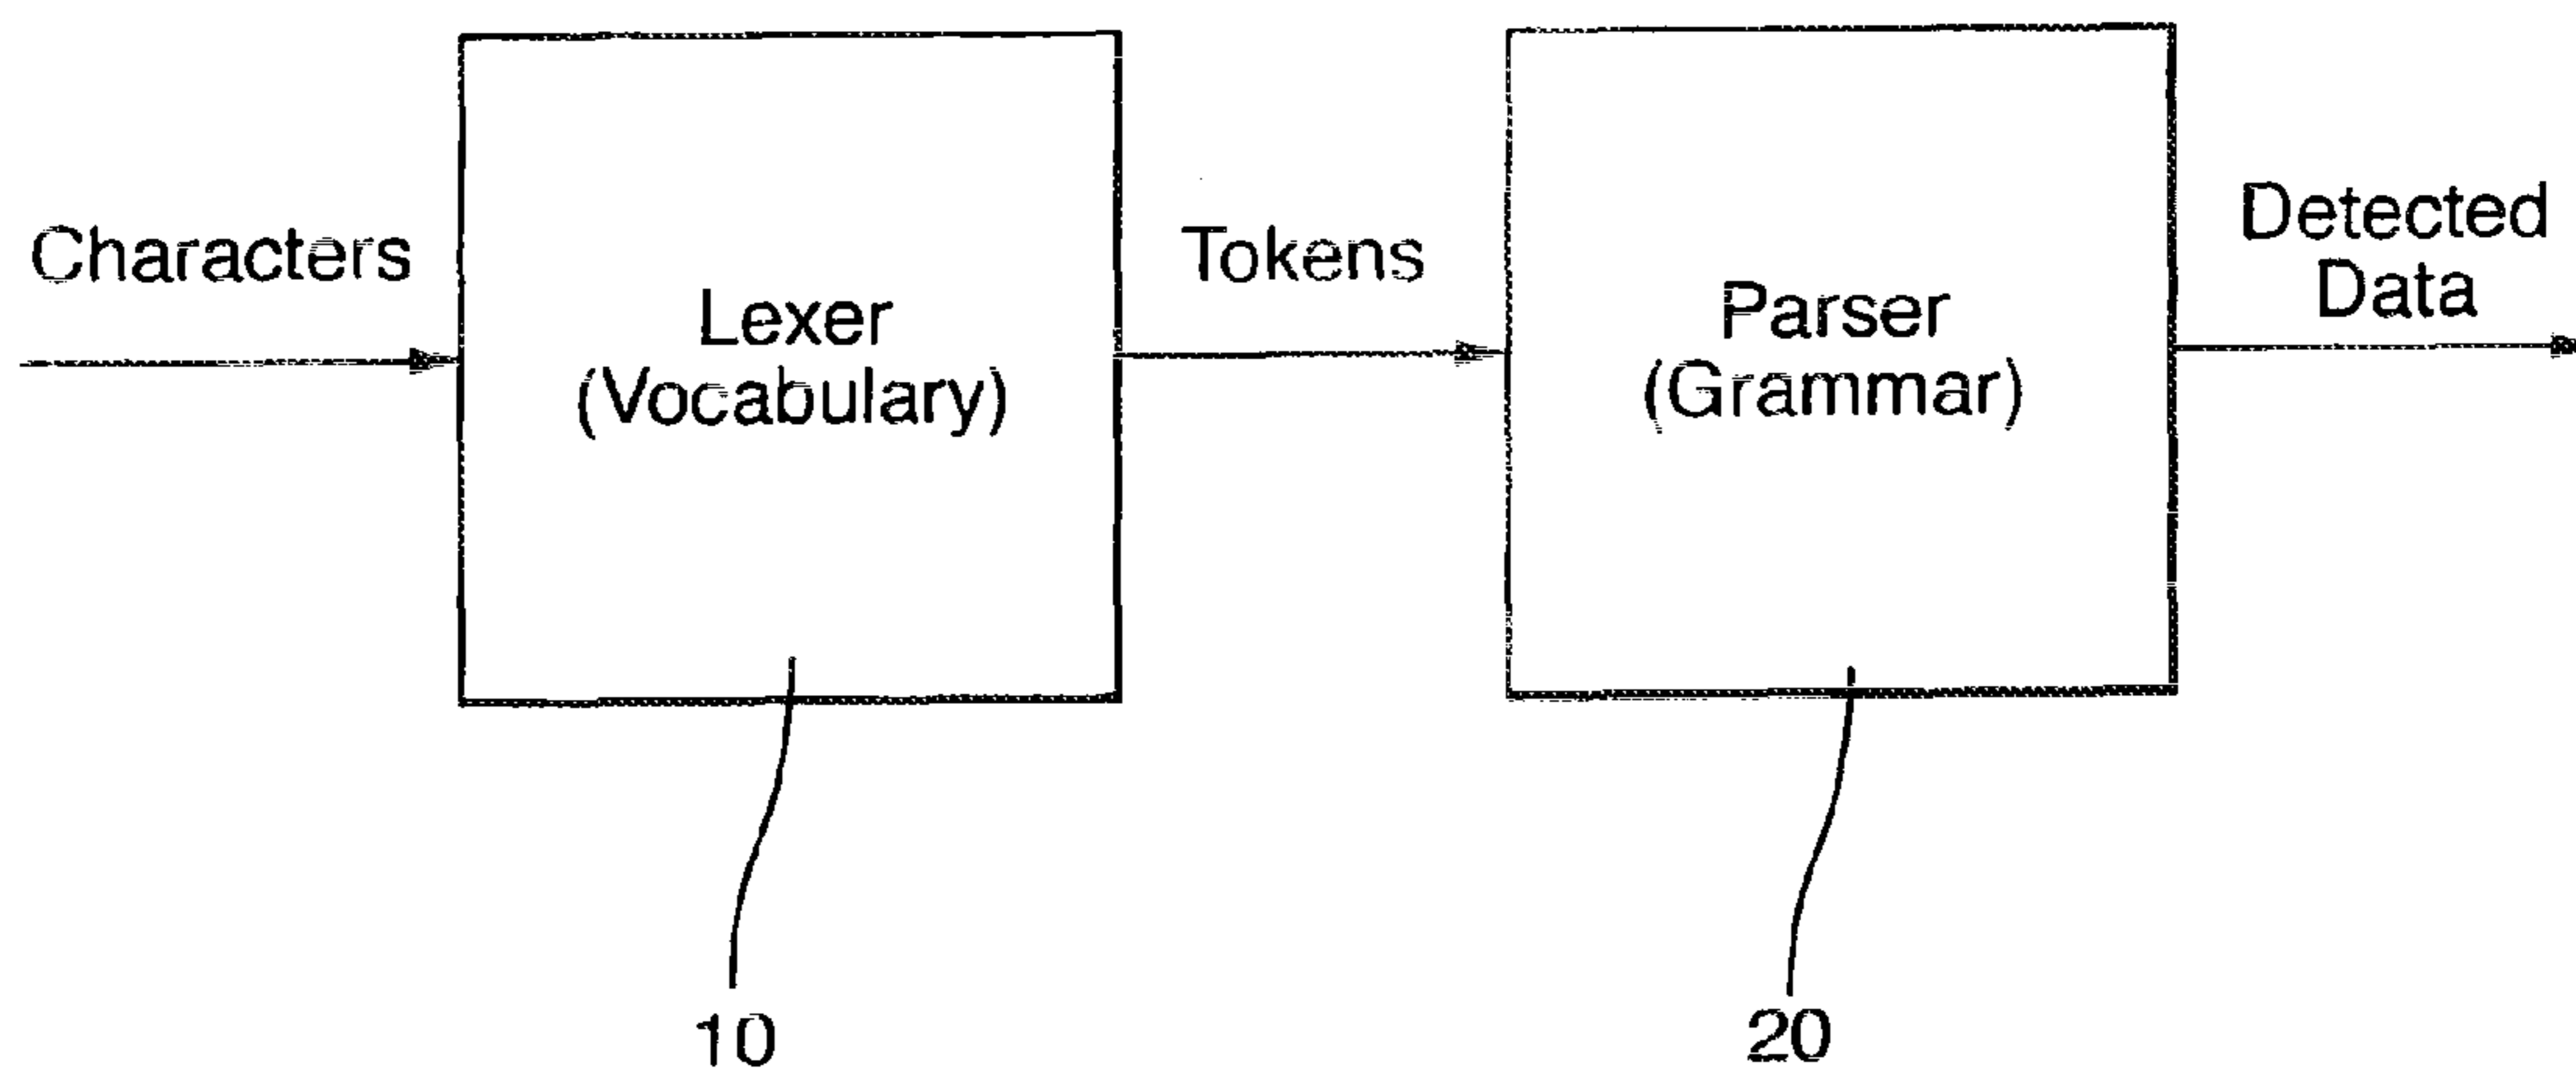 Characters
Lexer
(Vocabulary)
Tokens
Parser
(Grammar)
Detected
Data
10
20